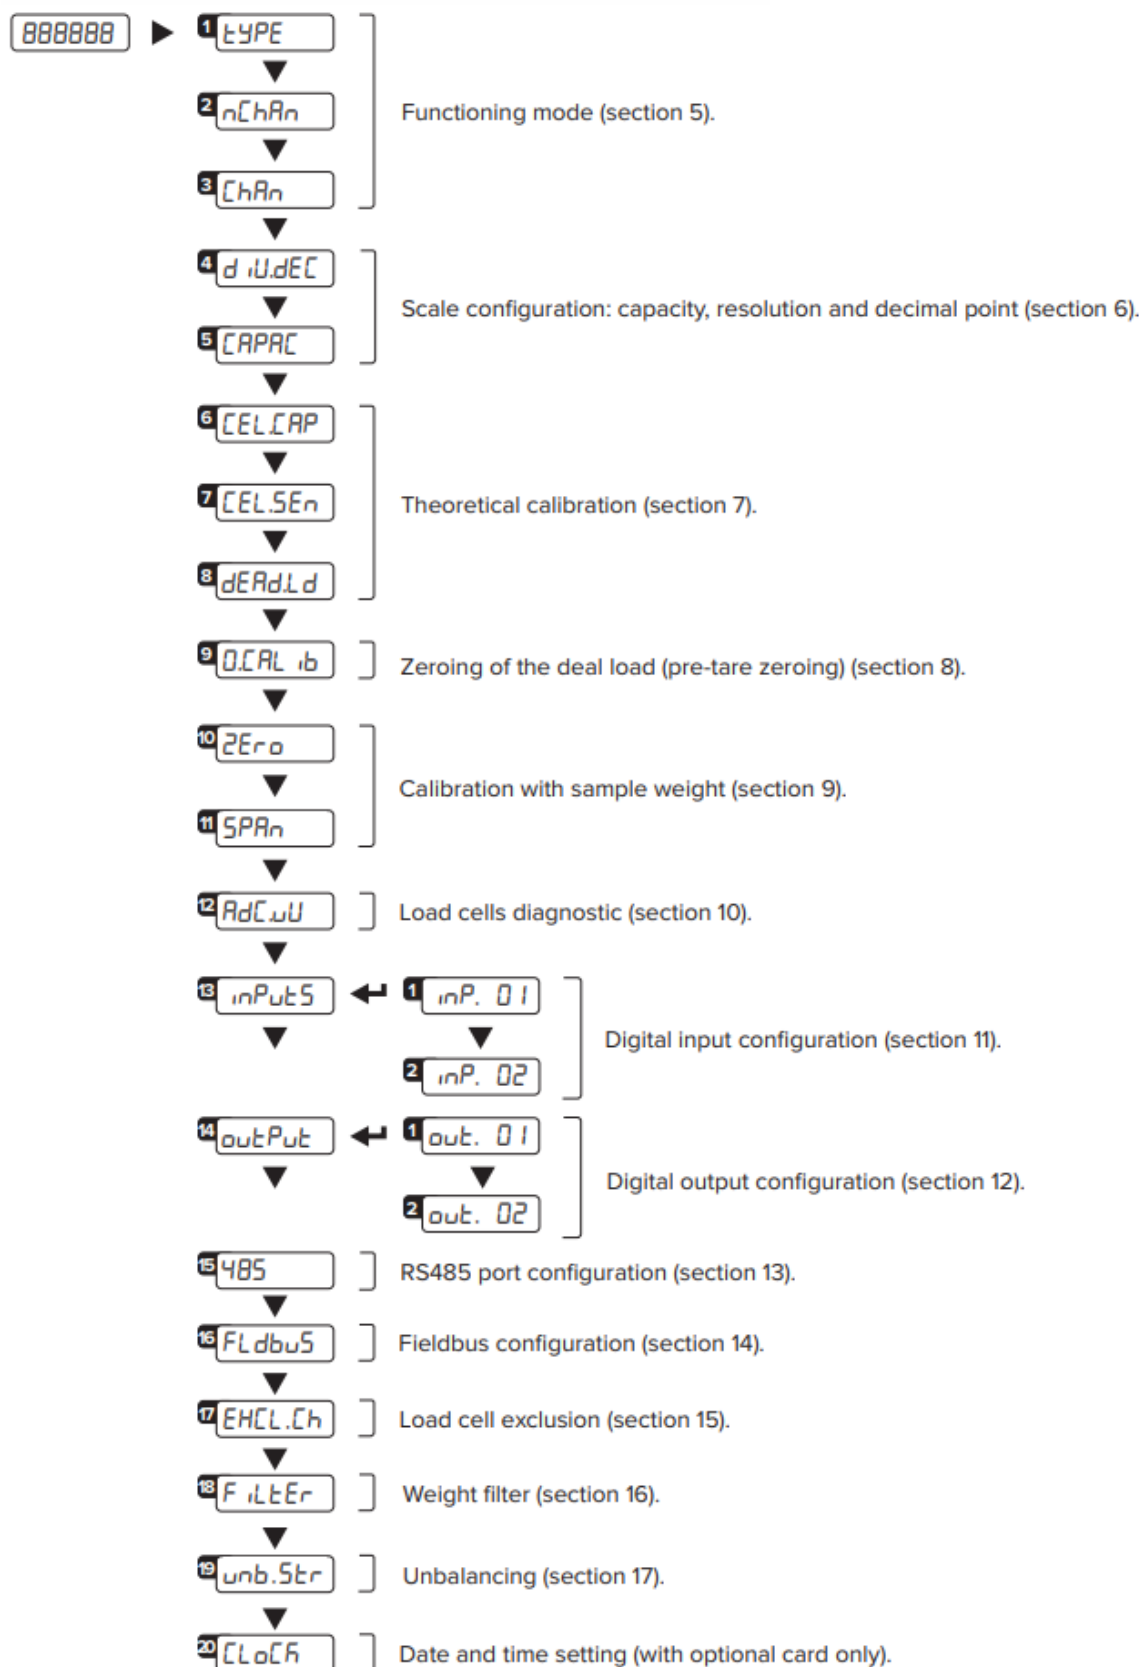 888888
1 tYPE
2 nChAn
Functioning mode (section 5).
3 ChAn
4 diU.dEC
Scale configuration: capacity, resolution and decimal point (section 6).
5 CAPAC
6 CEL.CAP
7 CEL.SEn
Theoretical calibration (section 7).
8 dEAd.Ld
9 0.CALib
Zeroing of the deal load (pre-tare zeroing) (section 8).
10 ZEro
Calibration with sample weight (section 9).
11 SPAn
12 AdC.uU
Load cells diagnostic (section 10).
13 inPutS
1 inP. 01
Digital input configuration (section 11).
2 inP. 02
14 outPut
1 out. 01
Digital output configuration (section 12).
2 out. 02
15 485
RS485 port configuration (section 13).
16 FLdbuS
Fieldbus configuration (section 14).
17 EHCL.Ch
Load cell exclusion (section 15).
18 FiLtEr
Weight filter (section 16).
19 unb.Str
Unbalancing (section 17).
20 CLoCK
Date and time setting (with optional card only).